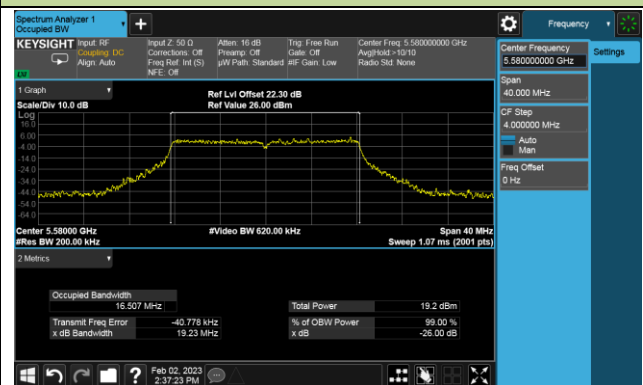 Spectrum Analyzer 1
Occupied BW
Frequency
KEYSIGHT Input: RF
Coupling: DC
Align: Auto
Input Z: 50 Ω
Corrections: Off
Freq Ref: Int (S)
NFE: Off
Atten: 16 dB
Preamp: Off
µW Path: Standard
Trig: Free Run
Gate: Off
#IF Gain: Low
Center Freq: 5.580000000 GHz
Avg|Hold:>10/10
Radio Std: None
Center Frequency
5.580000000 GHz
Settings
Span
40.000 MHz
CF Step
4.000000 MHz
Auto
Man
Freq Offset
0 Hz
1 Graph
Scale/Div 10.0 dB
Ref Lvl Offset 22.30 dB
Ref Value 26.00 dBm
Log
16.0
6.00
-4.00
-14.0
-24.0
-34.0
-44.0
-54.0
-64.0
Center 5.58000 GHz
#Res BW 200.00 kHz
#Video BW 620.00 kHz
Span 40 MHz
Sweep 1.07 ms (2001 pts)
2 Metrics
Occupied Bandwidth
16.507 MHz
Total Power 19.2 dBm
Transmit Freq Error -40.778 kHz
% of OBW Power 99.00 %
x dB Bandwidth 19.23 MHz
x dB -26.00 dB
Feb 02, 2023
2:37:23 PM